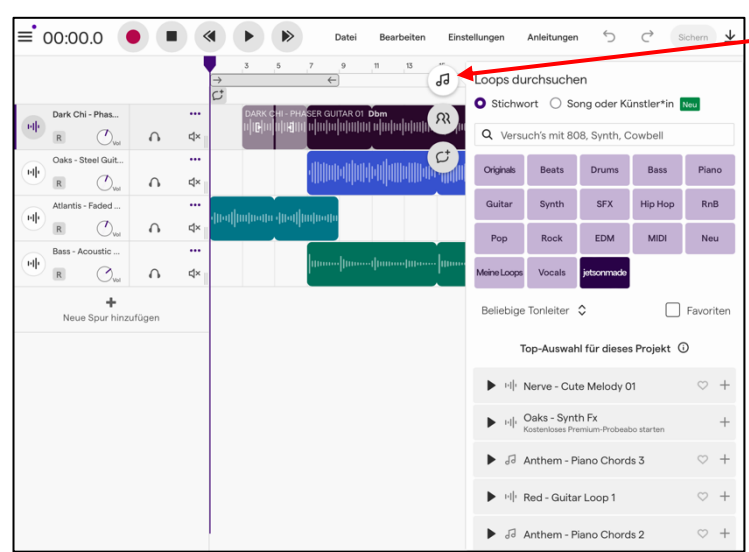 00:00.0
Datei Bearbeiten Einstellungen Anleitungen Sichern
3 5 7 9 11 13
Loops durchsuchen
Stichwort Song oder Künstler*in Neu
Versuch's mit 808, Synth, Cowbell
Originals Beats Drums Bass Piano
Guitar Synth SFX Hip Hop RnB
Pop Rock EDM MIDI Neu
Meine Loops Vocals jetsonmade
Beliebige Tonleiter Favoriten
Top-Auswahl für dieses Projekt
Nerve - Cute Melody 01
Oaks - Synth Fx
Kostenloses Premium-Probeabo starten
Anthem - Piano Chords 3
Red - Guitar Loop 1
Anthem - Piano Chords 2
Dark Chi - Phas...
R Vol
DARK CHI - PHASER GUITAR 01 Dbm
Oaks - Steel Guit...
R Vol
Atlantis - Faded ...
R Vol
Bass - Acoustic ...
R Vol
Neue Spur hinzufügen